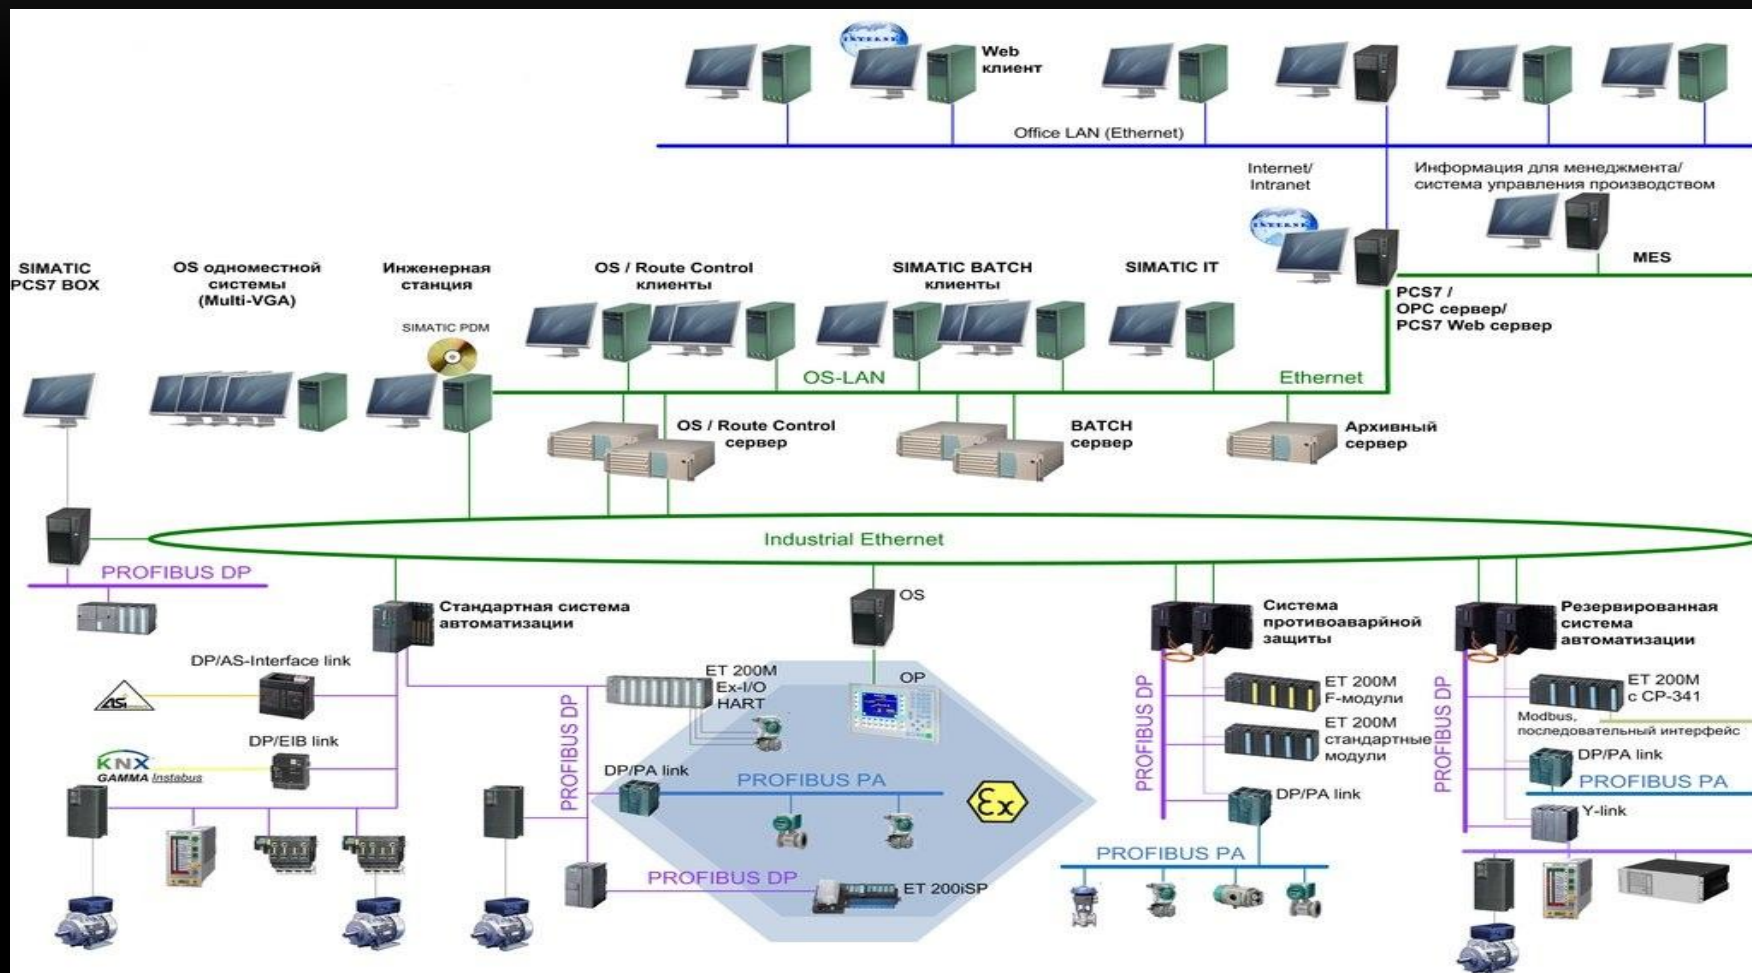 Web
клиент
Office LAN (Ethernet)
Internet/
Intranet
Информация для менеджмента/
система управления производством
MES
SIMATIC
PCS7 BOX
OS одноместной
системы
(Multi-VGA)
Инженерная
станция
SIMATIC PDM
OS / Route Control
клиенты
SIMATIC BATCH
клиенты
SIMATIC IT
PCS7 /
OPC сервер/
PCS7 Web сервер
OS-LAN
Ethernet
OS / Route Control
сервер
BATCH
сервер
Архивный
сервер
Industrial Ethernet
PROFIBUS DP
Стандартная система
автоматизации
OS
Система
противоаварйной
защиты
Резервированная
система
автоматизации
DP/AS-Interface link
ASi
DP/EIB link
KNX
GAMMA Instabus
PROFIBUS DP
ET 200M
Ex-I/O
HART
OP
DP/PA link
PROFIBUS PA
Ex
PROFIBUS DP
ET 200iSP
PROFIBUS DP
ET 200M
F-модули
ET 200M
стандартные
модули
DP/PA link
PROFIBUS PA
PROFIBUS DP
ET 200M
с CP-341
Modbus,
последовательный интерфейс
DP/PA link
PROFIBUS PA
Y-link